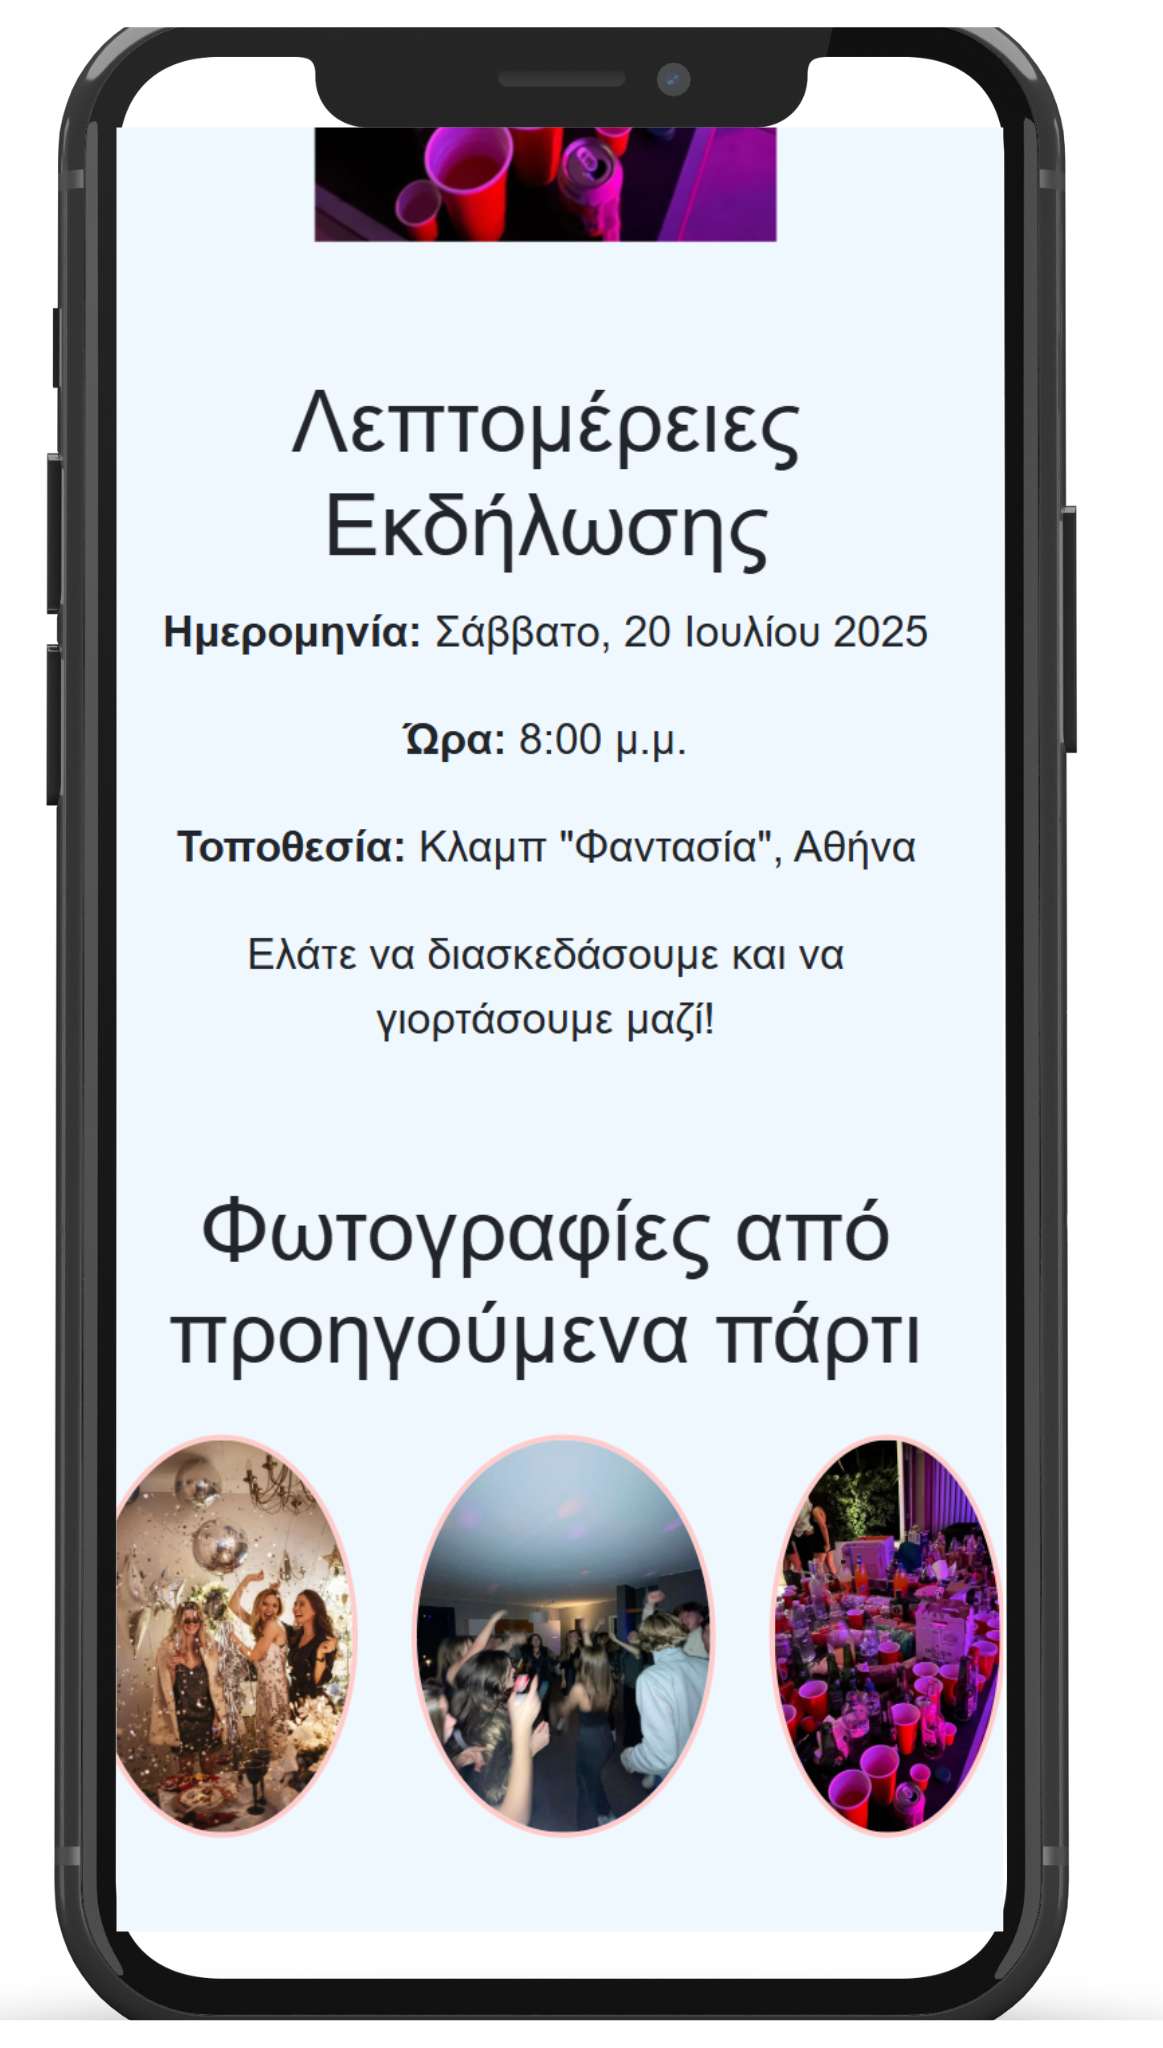 Λεπτομέρειες
Εκδήλωσης
Ημερομηνία: Σάββατο, 20 Ιουλίου 2025
Ώρα: 8:00 μ.μ.
Τοποθεσία: Κλαμπ "Φαντασία", Αθήνα
Ελάτε να διασκεδάσουμε και να
γιορτάσουμε μαζί!
Φωτογραφίες από
προηγούμενα πάρτι